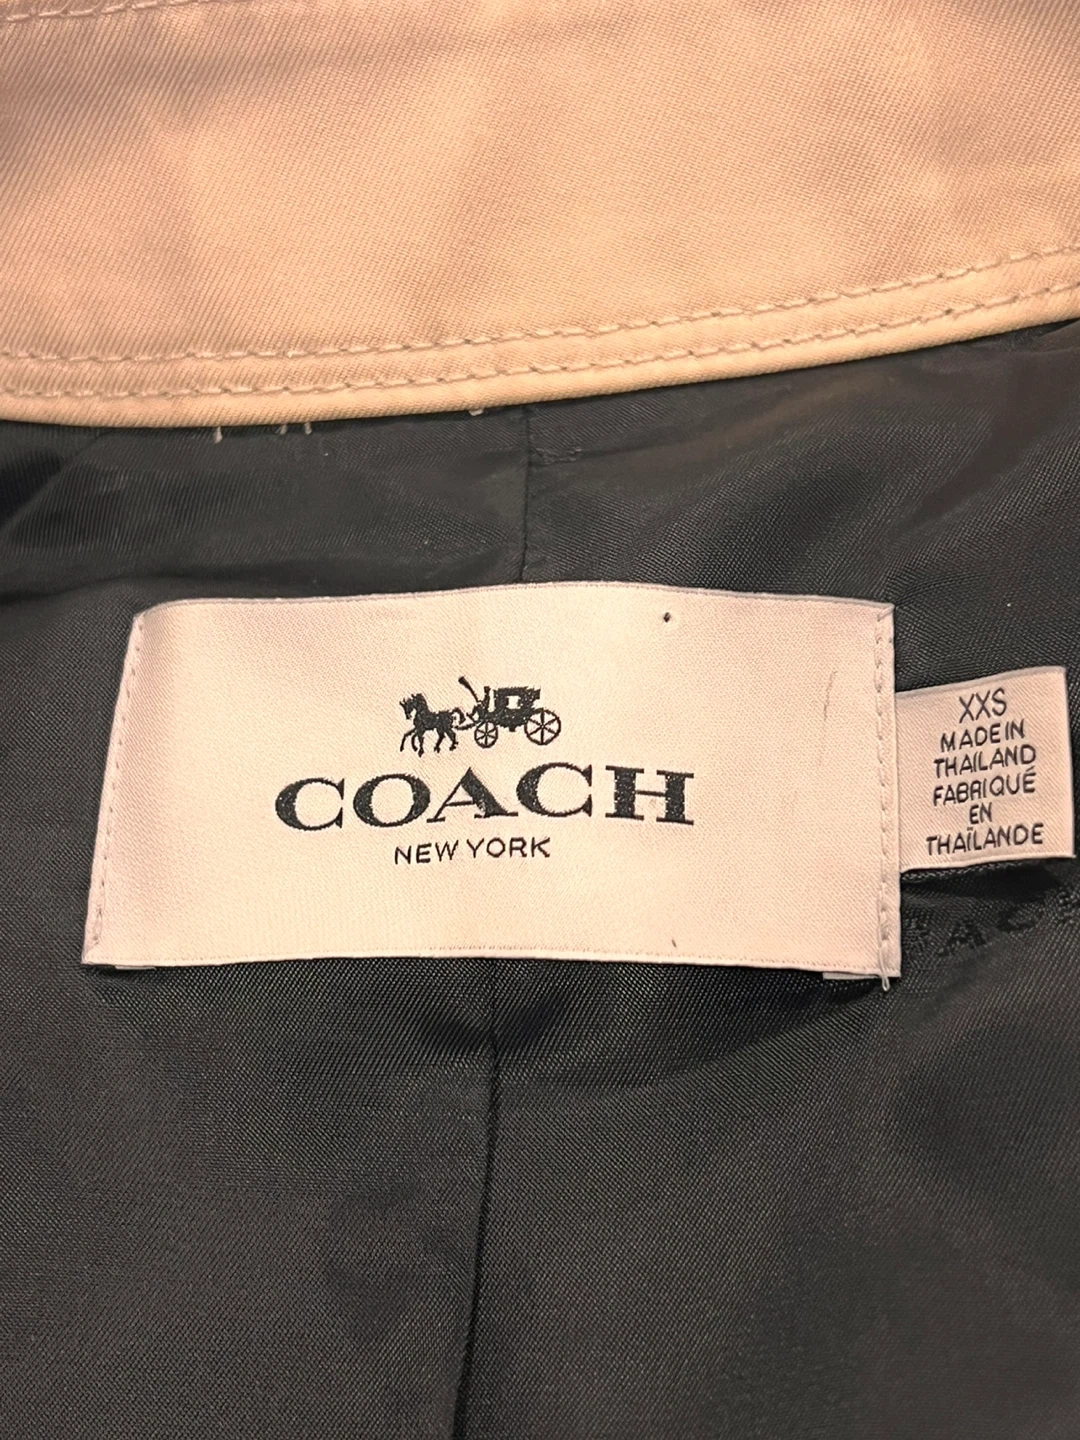 COACH
NEW YORK
XXS
MADE IN
THAILAND
FABRIQUÉ
EN
THAÏLANDE